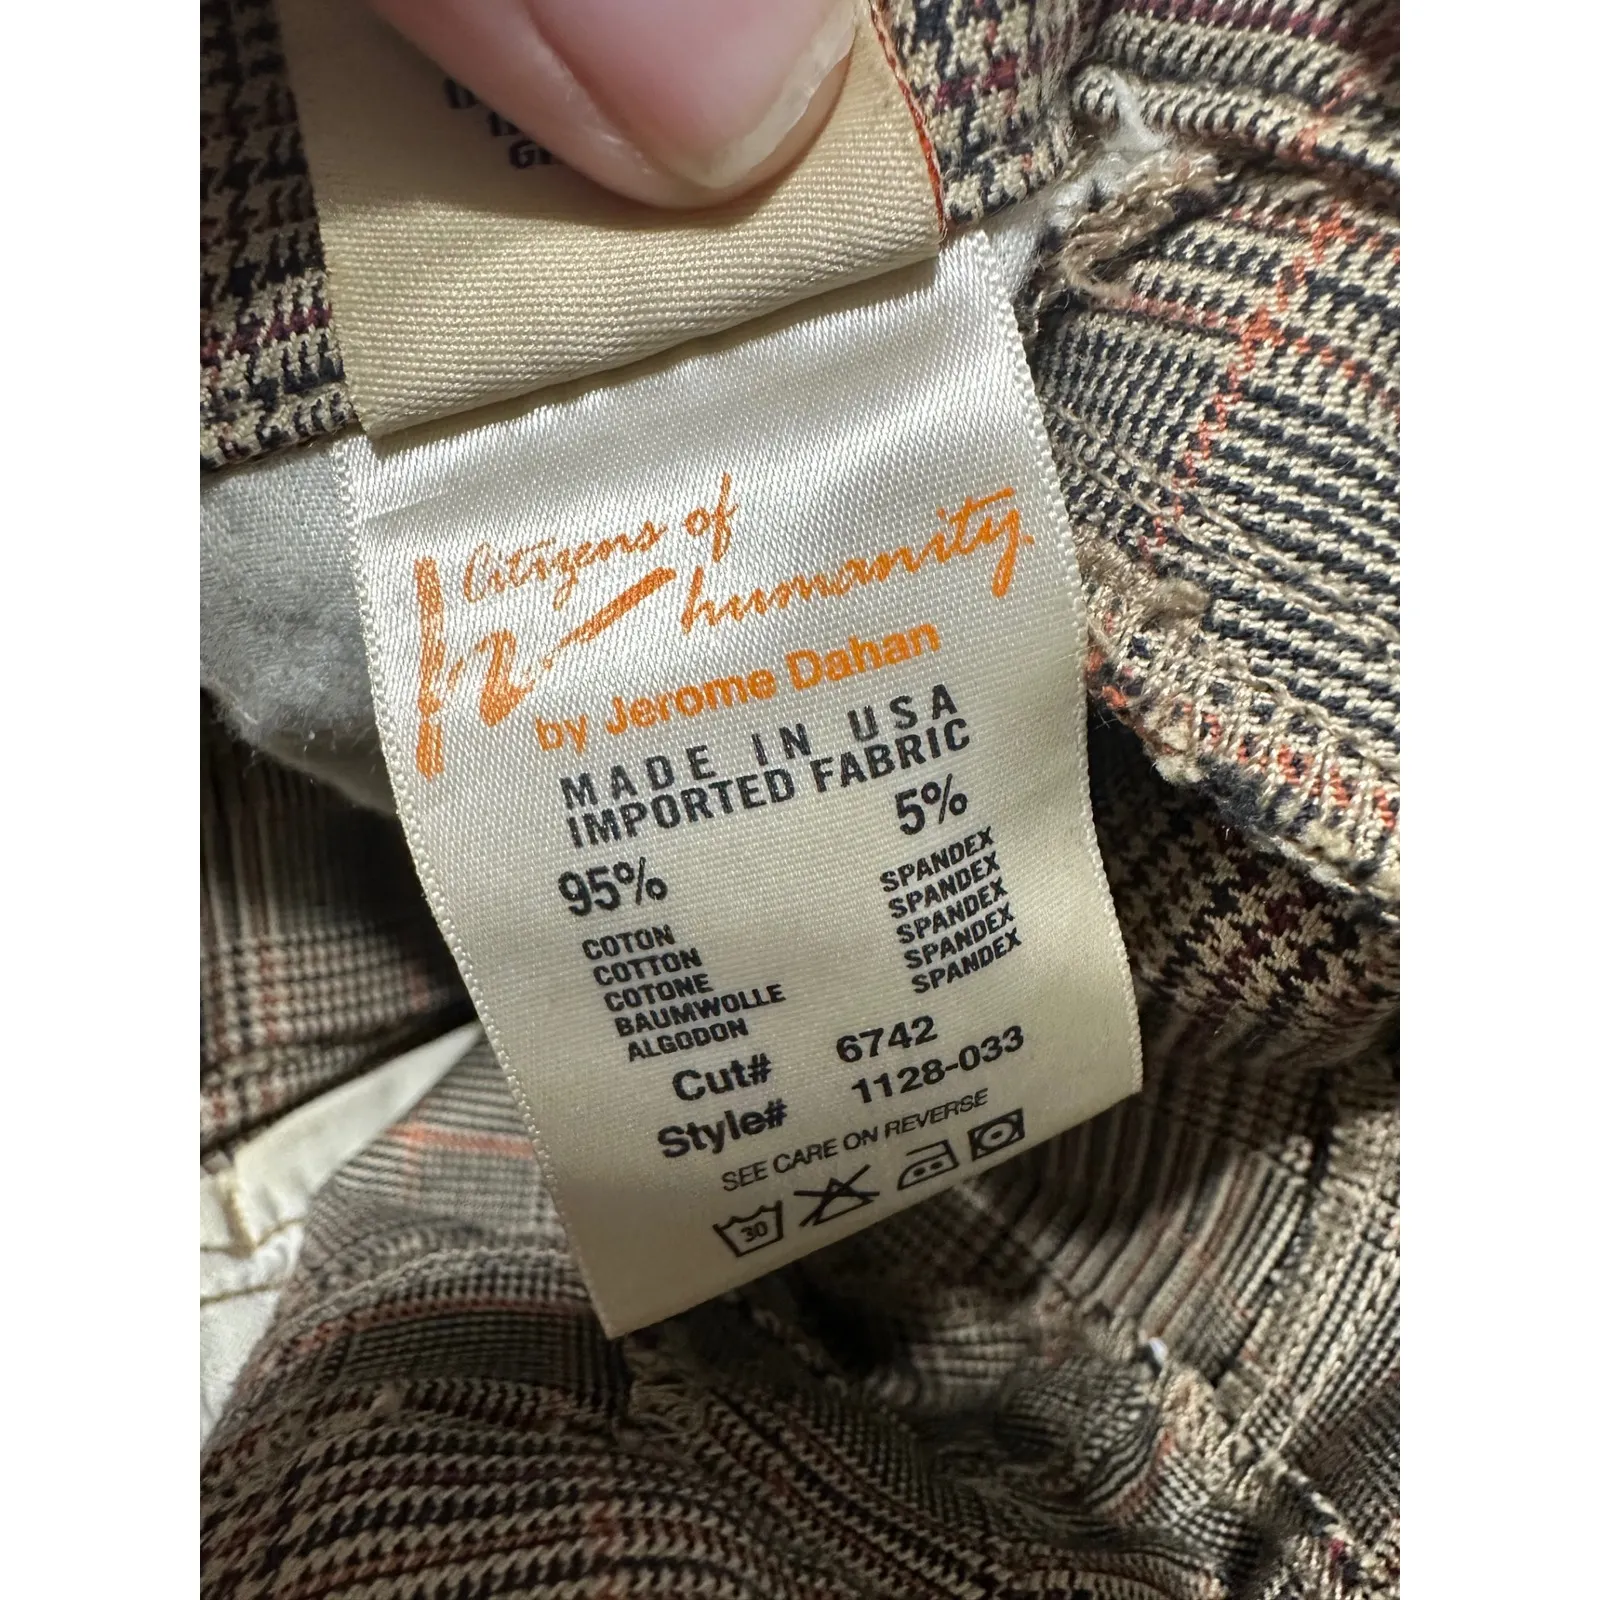 Citizens of
humanity.
by Jerome Dahan
MADE IN USA
IMPORTED FABRIC
95% 5%
COTON SPANDEX
COTTON SPANDEX
COTONE SPANDEX
BAUMWOLLE SPANDEX
ALGODON SPANDEX
Cut# 6742
Style# 1128-033
SEE CARE ON REVERSE
30